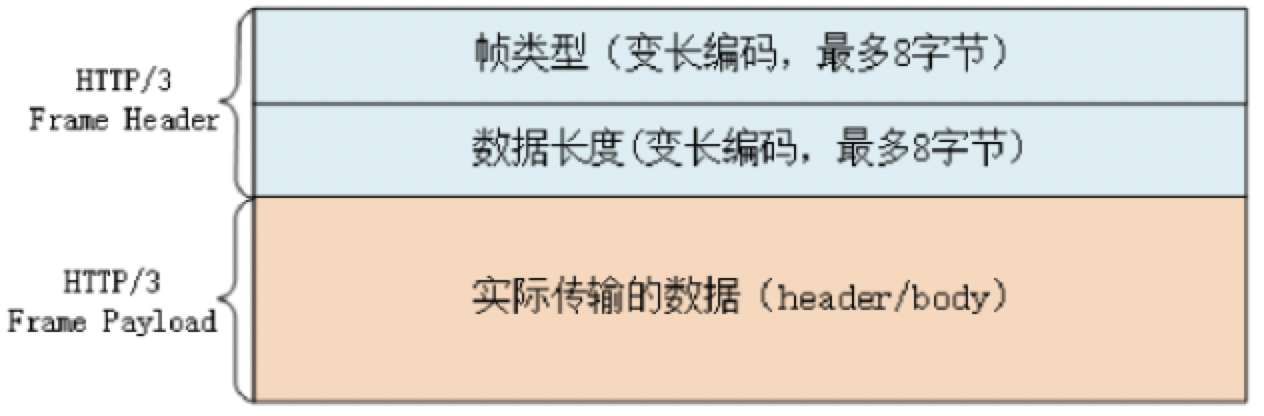 HTTP/3
Frame Header
帧类型（变长编码，最多8字节）
数据长度(变长编码，最多8字节）
HTTP/3
Frame Payload
实际传输的数据（header/body）